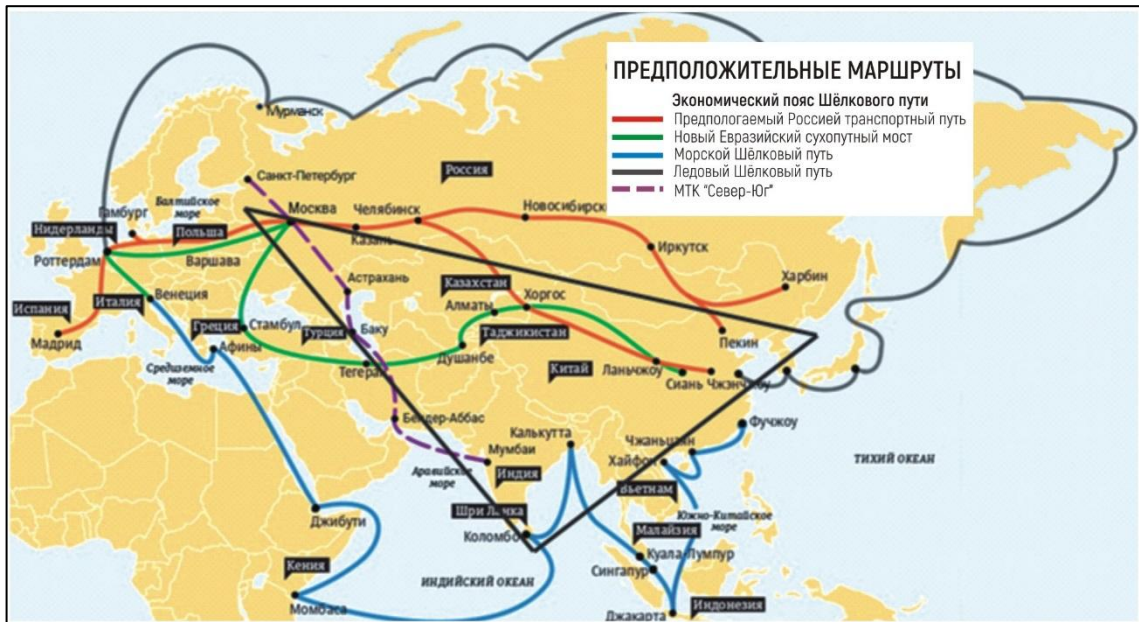 ПРЕДПОЛОЖИТЕЛЬНЫЕ МАРШРУТЫ
Экономический пояс Шёлкового пути
Предпологаемый Россией транспортный путь
Новый Евразийский сухопутный мост
Морской Шёлковый путь
Ледовый Шёлковый путь
МТК "Север-Юг"
Мурманск
Санкт-Петербург
Россия
Балтийское
море
Гамбург
Москва
Челябинск
Новосибирск
Нидерланды
Польша
Казань
Иркутск
Роттердам
Варшава
Харбин
Астрахань
Казахстан
Венеция
Италия
Хоргос
Испания
Алматы
Греция
Стамбул
Турция
Баку
Таджикистан
Мадрид
Афины
Душанбе
Пекин
Средиземное
море
Тегеран
Китай
Ланьчжоу
Сиань
Чжэнчжоу
Бендер-Аббас
Калькутта
Чжаньцзян
Фучжоу
Мумбаи
Хайфон
ТИХИЙ ОКЕАН
Аравийское
море
Индия
Вьетнам
Шри Ланка
Южно-Китайское
море
Джибути
Коломбо
Малайзия
Куала-Лумпур
Кения
Сингапур
ИНДИЙСКИЙ ОКЕАН
Момбаса
Джакарта
Индонезия